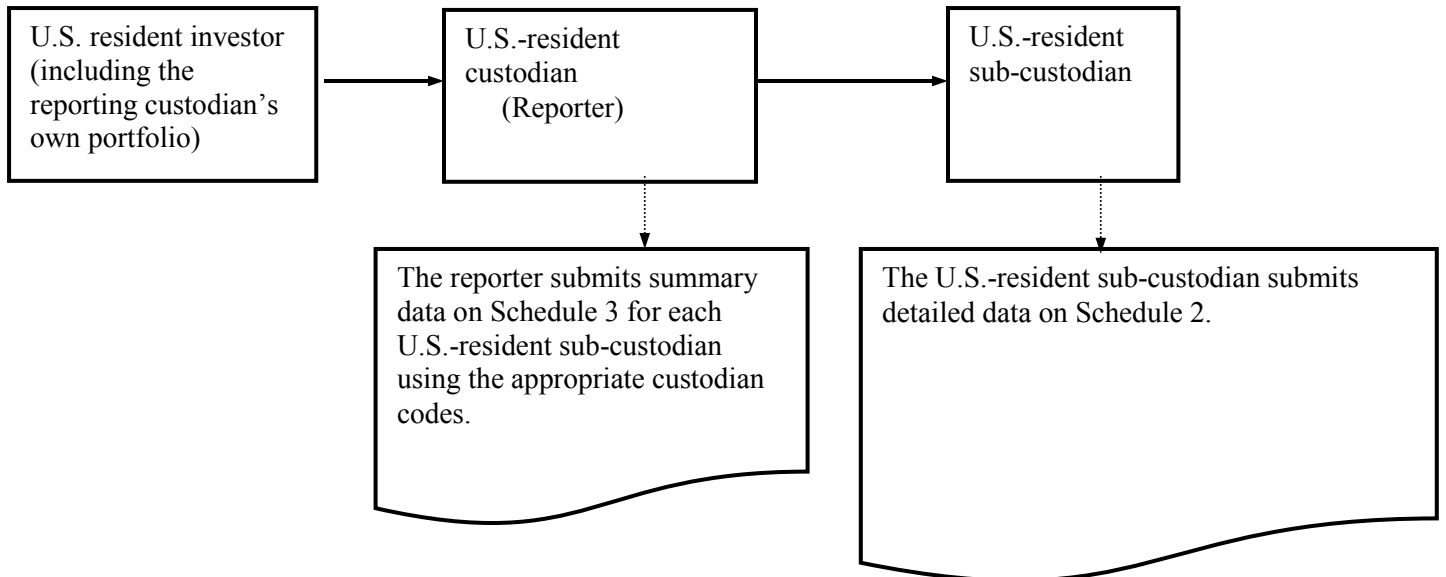 U.S. resident investor
(including the
reporting custodian’s
own portfolio)
U.S.-resident
custodian
(Reporter)
U.S.-resident
sub-custodian
The reporter submits summary
data on Schedule 3 for each
U.S.-resident sub-custodian
using the appropriate custodian
codes.
The U.S.-resident sub-custodian submits
detailed data on Schedule 2.